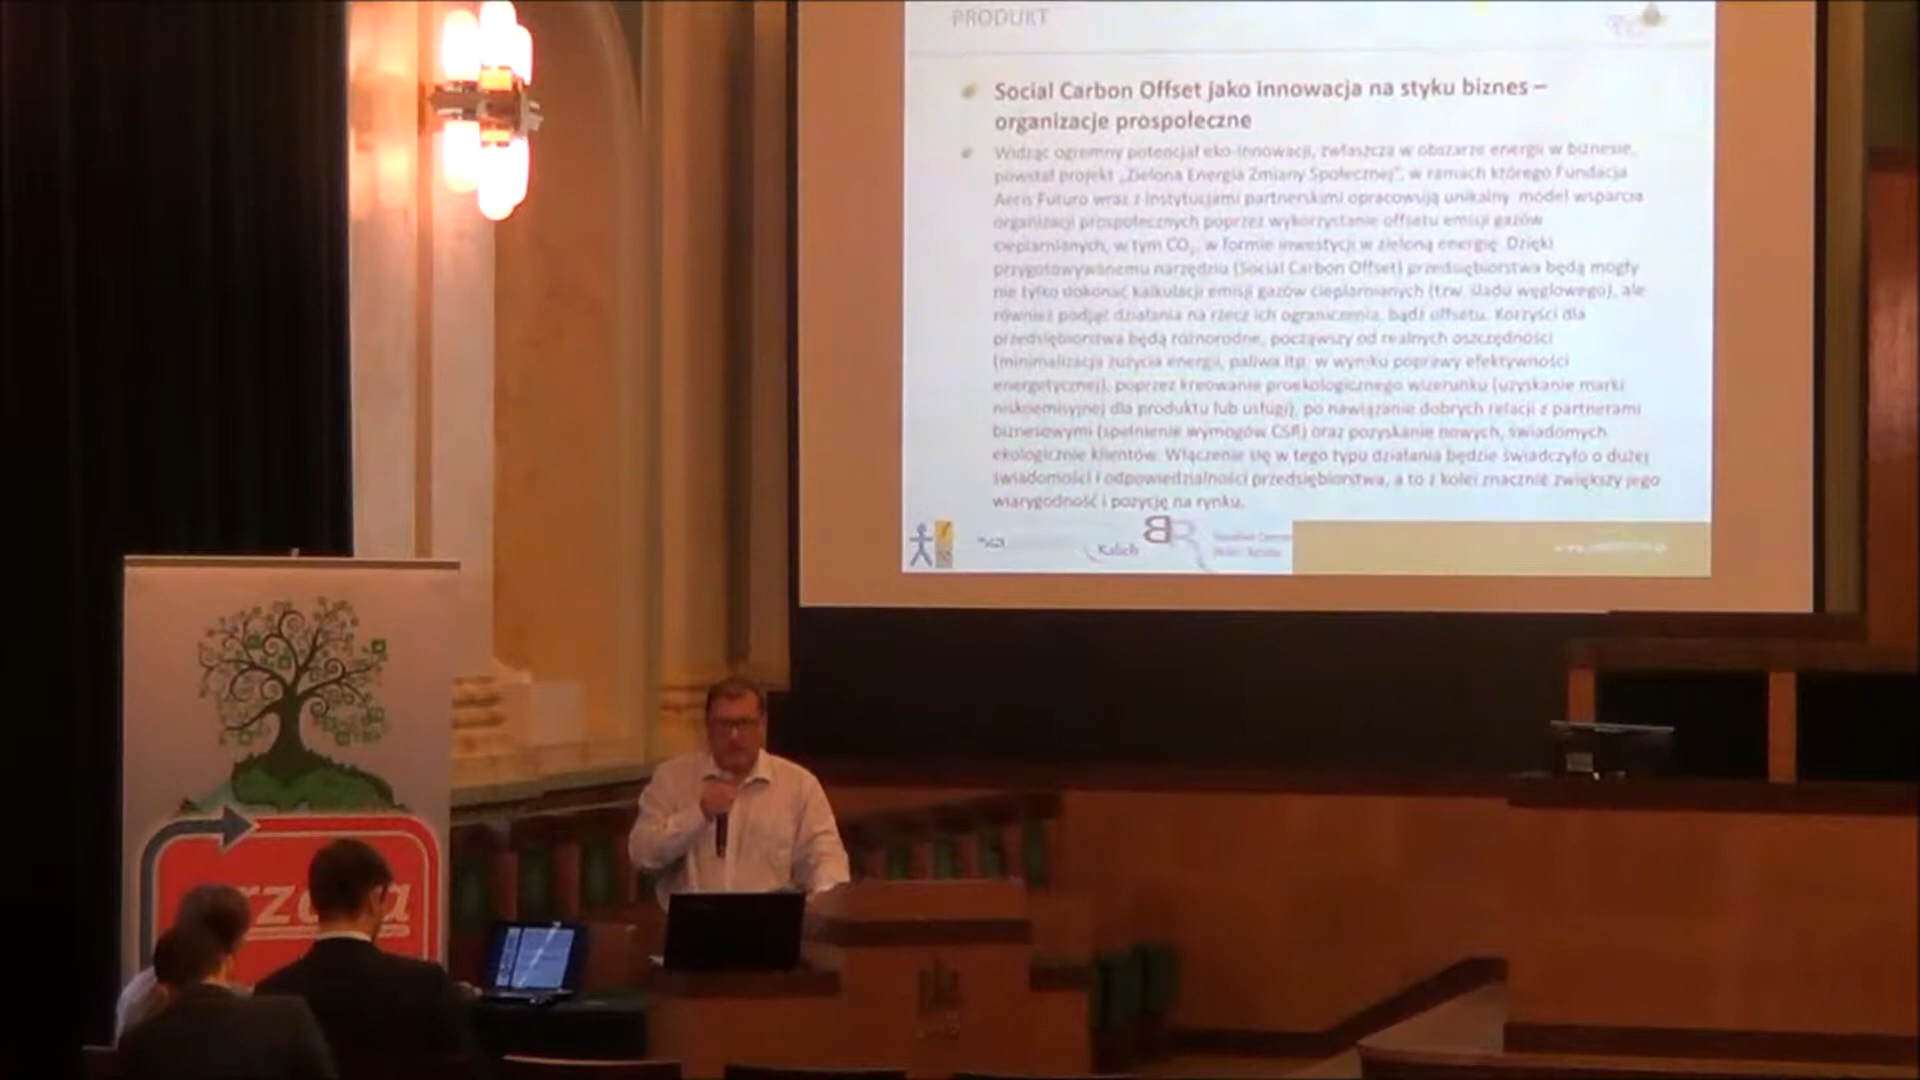 PRODUKT
Social Carbon Offset jako innowacja na styku biznes –
organizacje prospołeczne
Widząc ogromny potencjał eko-innowacji, zwłaszcza w obszarze energii w biznesie,
powstał projekt „Zielona Energia Zmiany Społecznej", w ramach którego Fundacja
Aeris Futuro wraz z instytucjami partnerskimi opracowują unikalny model wsparcia
organizacji prospołecznych poprzez wykorzystanie offsetu emisji gazów
cieplarnianych, w tym CO₂, w formie inwestycji w zieloną energię. Dzięki
przygotowywanemu narzędziu (Social Carbon Offset) przedsiębiorstwa będą mogły
nie tylko dokonać kalkulacji emisji gazów cieplarnianych (tzw. śladu węglowego), ale
również podjąć działania na rzecz ich ograniczenia, bądź offsetu. Korzyści dla
przedsiębiorstwa będą różnorodne, począwszy od realnych oszczędności
(minimalizacja zużycia energii, paliwa itp. w wyniku poprawy efektywności
energetycznej), poprzez kreowanie proekologicznego wizerunku (uzyskanie marki
niskoemisyjnej dla produktu lub usługi), po nawiązanie dobrych relacji z partnerami
biznesowymi (spełnienie wymogów CSR) oraz pozyskanie nowych, świadomych
ekologicznie klientów. Włączenie się w tego typu działania będzie świadczyło o dużej
świadomości i odpowiedzialności przedsiębiorstwa, a to z kolei znacznie zwiększy jego
wiarygodność i pozycję na rynku.